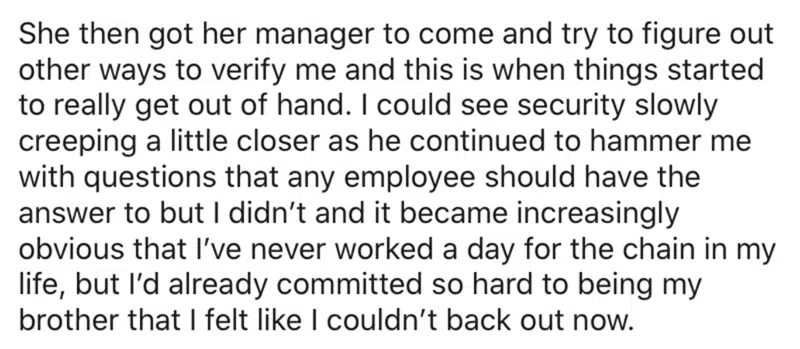 She then got her manager to come and try to figure out
other ways to verify me and this is when things started
to really get out of hand. I could see security slowly
creeping a little closer as he continued to hammer me
with questions that any employee should have the
answer to but I didn’t and it became increasingly
obvious that I’ve never worked a day for the chain in my
life, but I’d already committed so hard to being my
brother that I felt like I couldn’t back out now.